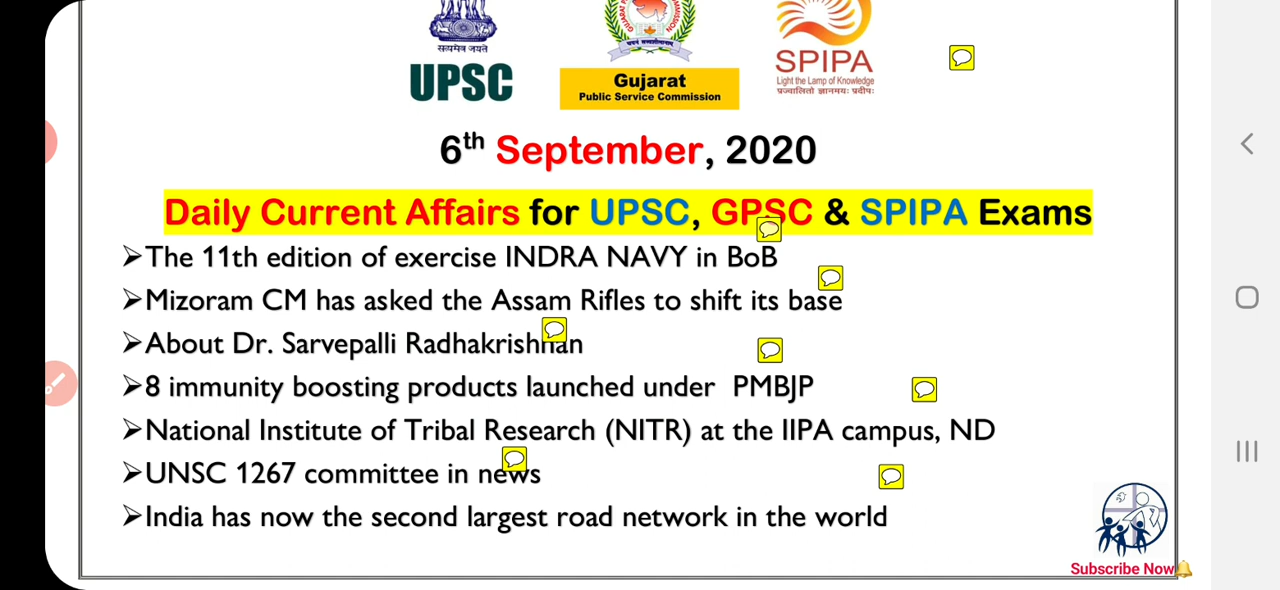 सत्यमेव जयते
UPSC
Gujarat
Public Service Commission
SPIPA
Light the Lamp of Knowledge
प्रज्वालितो ज्ञानमयः प्रदीपः
6th September, 2020
Daily Current Affairs for UPSC, GPSC & SPIPA Exams
➢The 11th edition of exercise INDRA NAVY in BoB
➢Mizoram CM has asked the Assam Rifles to shift its base
➢About Dr. Sarvepalli Radhakrishnan
➢8 immunity boosting products launched under PMBJP
➢National Institute of Tribal Research (NITR) at the IIPA campus, ND
➢UNSC 1267 committee in news
➢India has now the second largest road network in the world
Subscribe Now